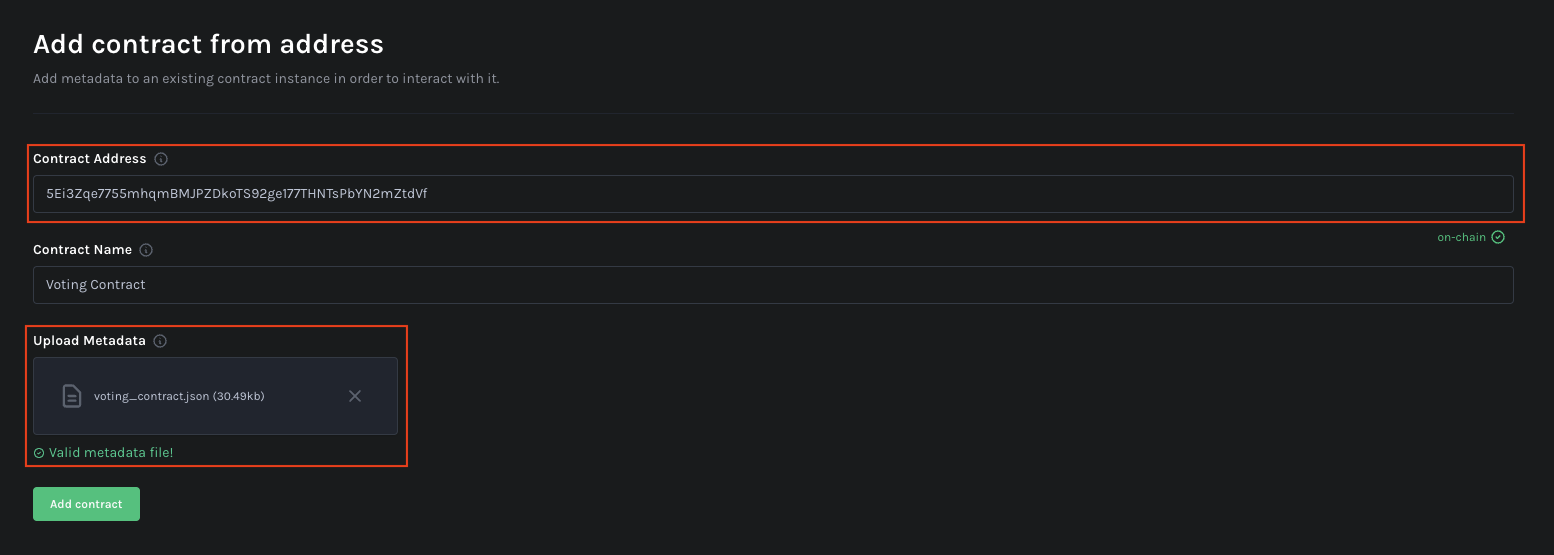 Add contract from address
Add metadata to an existing contract instance in order to interact with it.
Contract Address
5Ei3Zqe7755mhqmBMJPZDkoTS92ge177THNTsPbYN2mZtdVf
on-chain
Contract Name
Voting Contract
Upload Metadata
voting_contract.json (30.49kb)
Valid metadata file!
Add contract